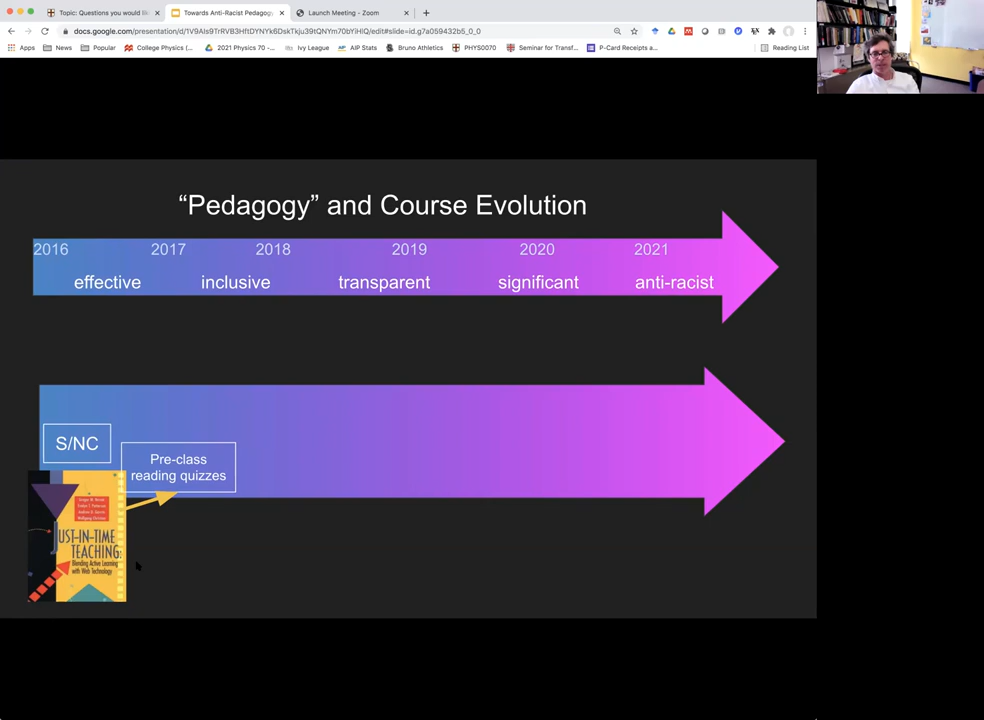 Topic: Questions you would li
Towards Anti-Racist Pedagogy
Launch Meeting - Zoom
docs.google.com/presentation/d/1V9AIs9TrRVB3HftDYNYk6DskTkju39tQNYm70bYiHIQ/edit#slide=id.g7a059432b5_0_0
Apps
News
Popular
College Physics (...
2021 Physics 70 -...
Ivy League
AIP Stats
Bruno Athletics
PHYS0070
Seminar for Transf...
P-Card Receipts a...
Reading List
“Pedagogy” and Course Evolution
2016 2017 2018 2019 2020 2021
effective inclusive transparent significant anti-racist
S/NC
Pre-class
reading quizzes
UST-IN-TIME
TEACHING:
Blending Active Learning
with Web Technology